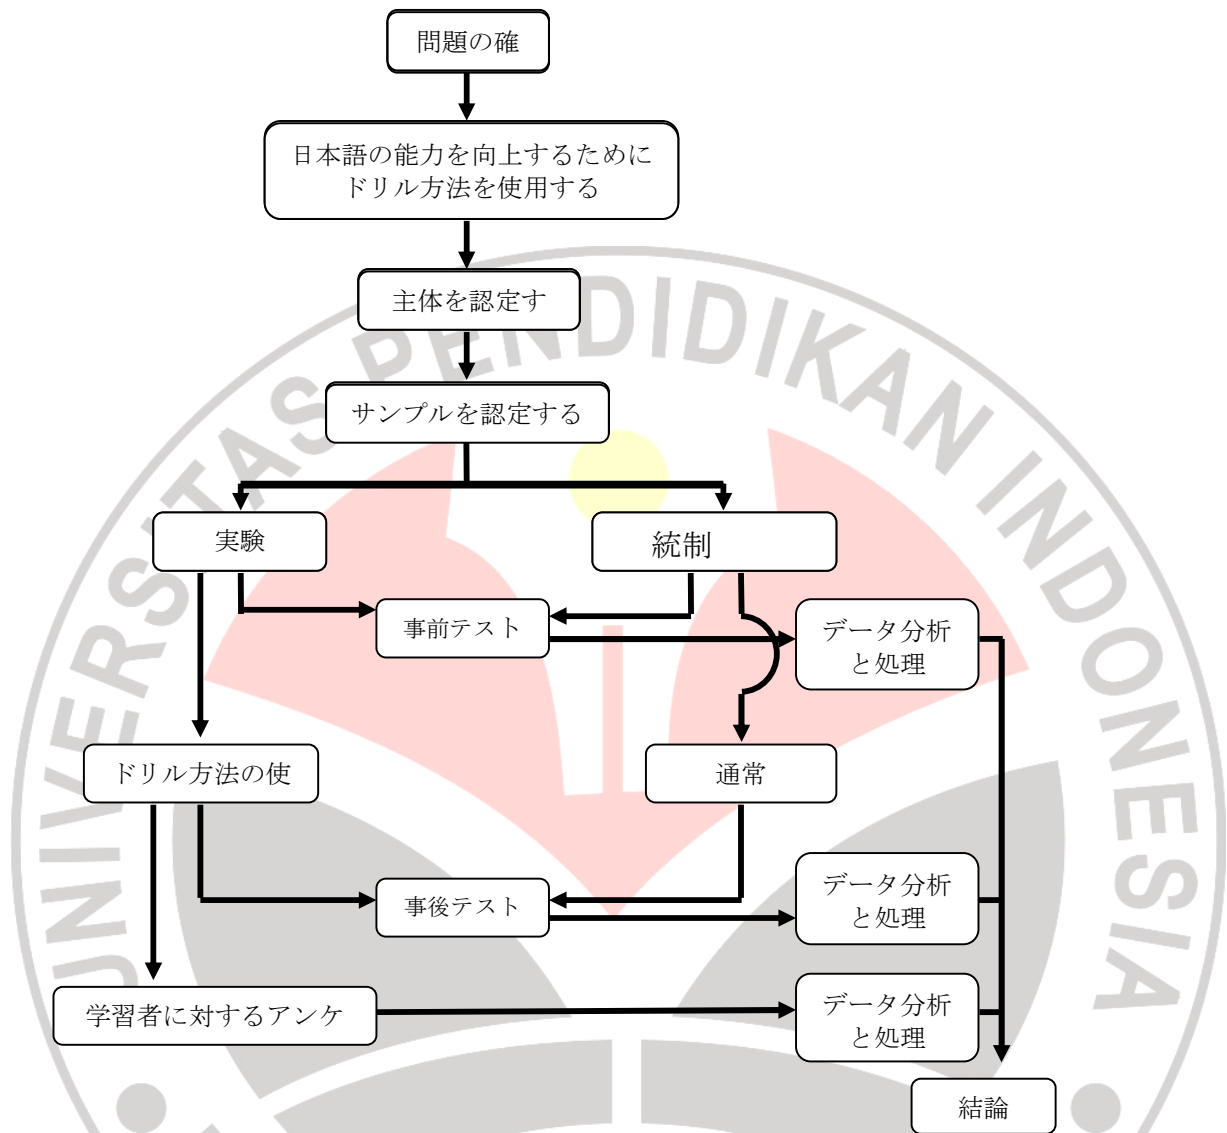 問題の確
日本語の能力を向上するために
ドリル方法を使用する
主体を認定す
サンプルを認定する
実験
統制
事前テスト
データ分析
と処理
ドリル方法の使
通常
事後テスト
データ分析
と処理
学習者に対するアンケ
データ分析
と処理
結論
UNIVERSITAS PENDIDIKAN INDONESIA